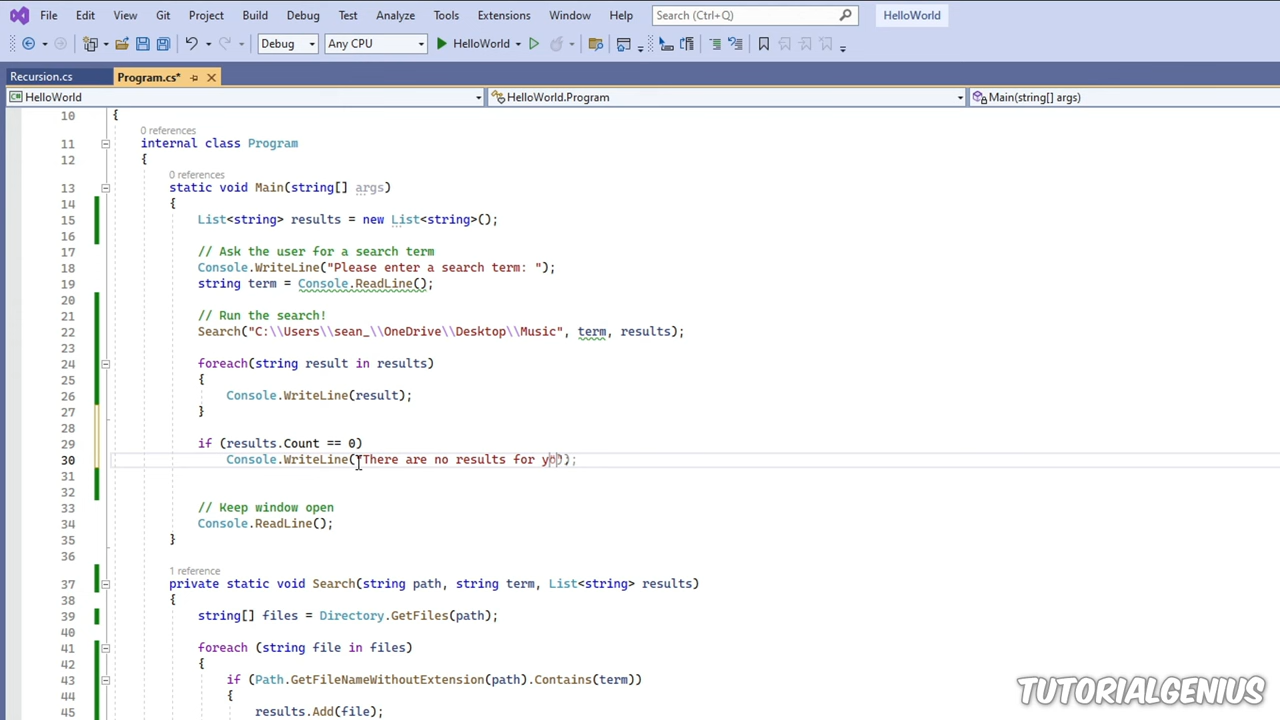 File Edit View Git Project Build Debug Test Analyze Tools Extensions Window Help Search (Ctrl+Q) HelloWorld
Debug Any CPU HelloWorld
Recursion.cs Program.cs*
HelloWorld HelloWorld.Program Main(string[] args)
10 {
0 references
11 internal class Program
12 {
0 references
13 static void Main(string[] args)
14 {
15 List<string> results = new List<string>();
16
17 // Ask the user for a search term
18 Console.WriteLine("Please enter a search term: ");
19 string term = Console.ReadLine();
20
21 // Run the search!
22 Search("C:\\Users\\sean_\\OneDrive\\Desktop\\Music", term, results);
23
24 foreach(string result in results)
25 {
26 Console.WriteLine(result);
27 }
28
29 if (results.Count == 0)
30 Console.WriteLine("There are no results for yo");
31
32
33 // Keep window open
34 Console.ReadLine();
35 }
36
1 reference
37 private static void Search(string path, string term, List<string> results)
38 {
39 string[] files = Directory.GetFiles(path);
40
41 foreach (string file in files)
42 {
43 if (Path.GetFileNameWithoutExtension(path).Contains(term))
44 {
45 results.Add(file);
TUTORIALGENIUS